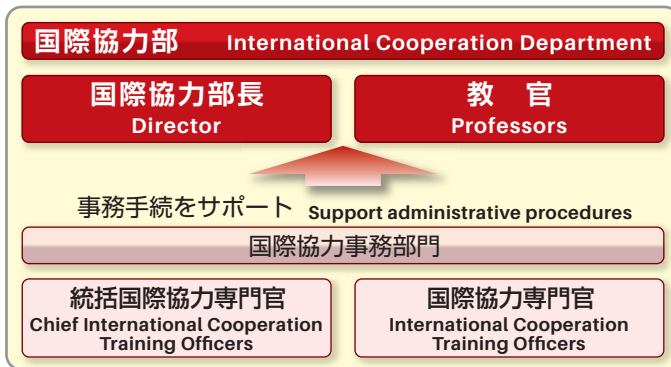 国際協力部 International Cooperation Department
国際協力部長
Director
教　官
Professors
事務手続をサポート Support administrative procedures
国際協力事務部門
統括国際協力専門官
Chief International Cooperation
Training Officers
国際協力専門官
International Cooperation
Training Officers